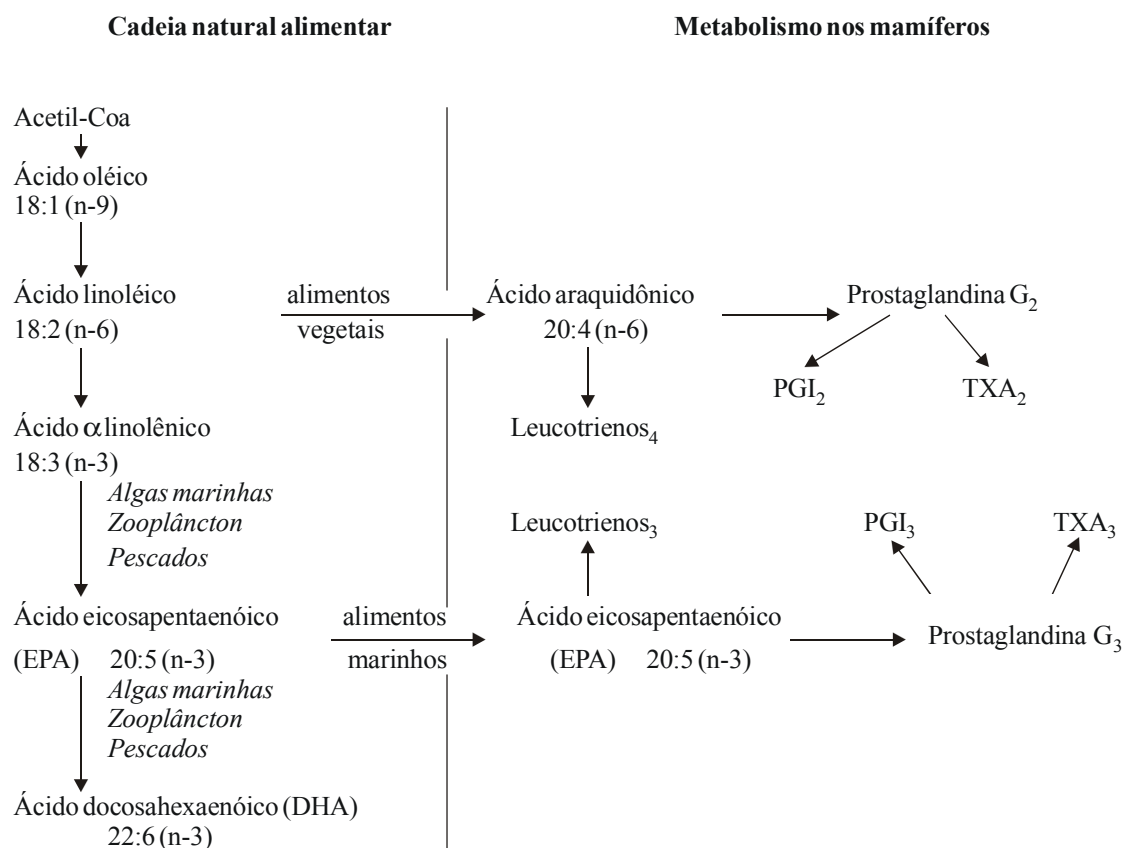 Cadeia natural alimentar
Metabolismo nos mamíferos
Acetil-Coa
Ácido oléico
18:1 (n-9)
Ácido linoléico
18:2 (n-6)
alimentos
vegetais
Ácido araquidônico
20:4 (n-6)
Prostaglandina G2
PGI2
TXA2
Leucotrienos4
Ácido α linolênico
18:3 (n-3)
Algas marinhas
Zooplâncton
Pescados
Leucotrienos3
PGI3
TXA3
Ácido eicosapentaenóico
(EPA) 20:5 (n-3)
alimentos
marinhos
Ácido eicosapentaenóico
(EPA) 20:5 (n-3)
Prostaglandina G3
Algas marinhas
Zooplâncton
Pescados
Ácido docosahexaenóico (DHA)
22:6 (n-3)